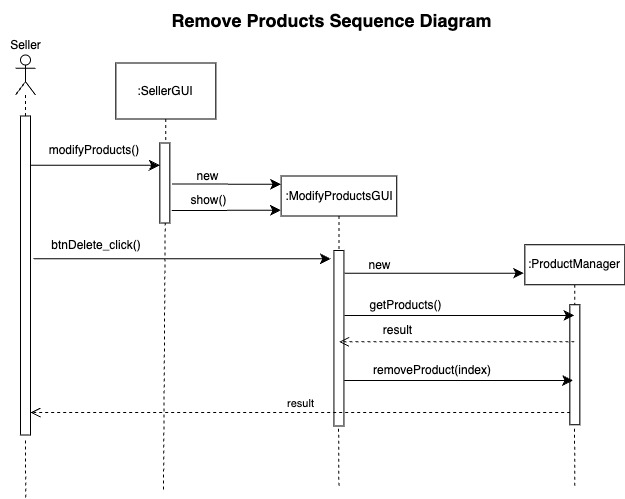 Remove Products Sequence Diagram
Seller
:SellerGUI
modifyProducts()
new
show()
:ModifyProductsGUI
btnDelete_click()
new
:ProductManager
getProducts()
result
removeProduct(index)
result